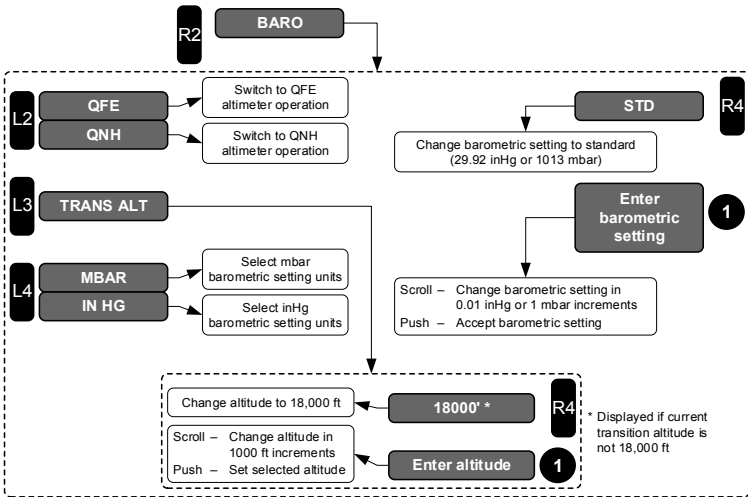 R2
BARO
L2
QFE
Switch to QFE
altimeter operation
QNH
Switch to QNH
altimeter operation
STD
R4
Change barometric setting to standard
(29.92 inHg or 1013 mbar)
L3
TRANS ALT
Enter
barometric
setting
1
L4
MBAR
Select mbar
barometric setting units
IN HG
Select inHg
barometric setting units
Scroll – Change barometric setting in
0.01 inHg or 1 mbar increments
Push – Accept barometric setting
Change altitude to 18,000 ft
18000' *
R4
Scroll – Change altitude in
1000 ft increments
Push – Set selected altitude
Enter altitude
1
* Displayed if current
transition altitude is
not 18,000 ft